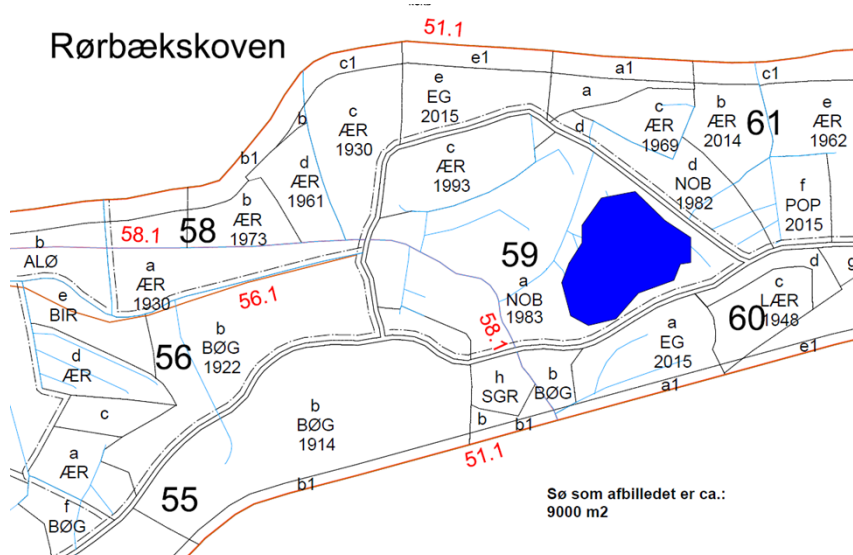 Rørbækskoven
51.1
c1
e1
a1
c1
e
EG
2015
a
c
ÆR
1930
b
c
ÆR
1969
b
ÆR
2014
61
e
ÆR
1962
d
c
ÆR
1993
b1
d
ÆR
1961
d
NOB
1982
f
POP
2015
b
ÆR
1973
58
58.1
b
ALØ
59
a
ÆR
1930
56.1
a
NOB
1983
d
g
c
LÆR
1948
60
e
BIR
58.1
a
EG
2015
b
BØG
1922
56
d
ÆR
h
SGR
b
BØG
e1
a1
c
b
BØG
1914
b
b1
51.1
a
ÆR
b1
55
f
BØG
Sø som afbilledet er ca.:
9000 m2